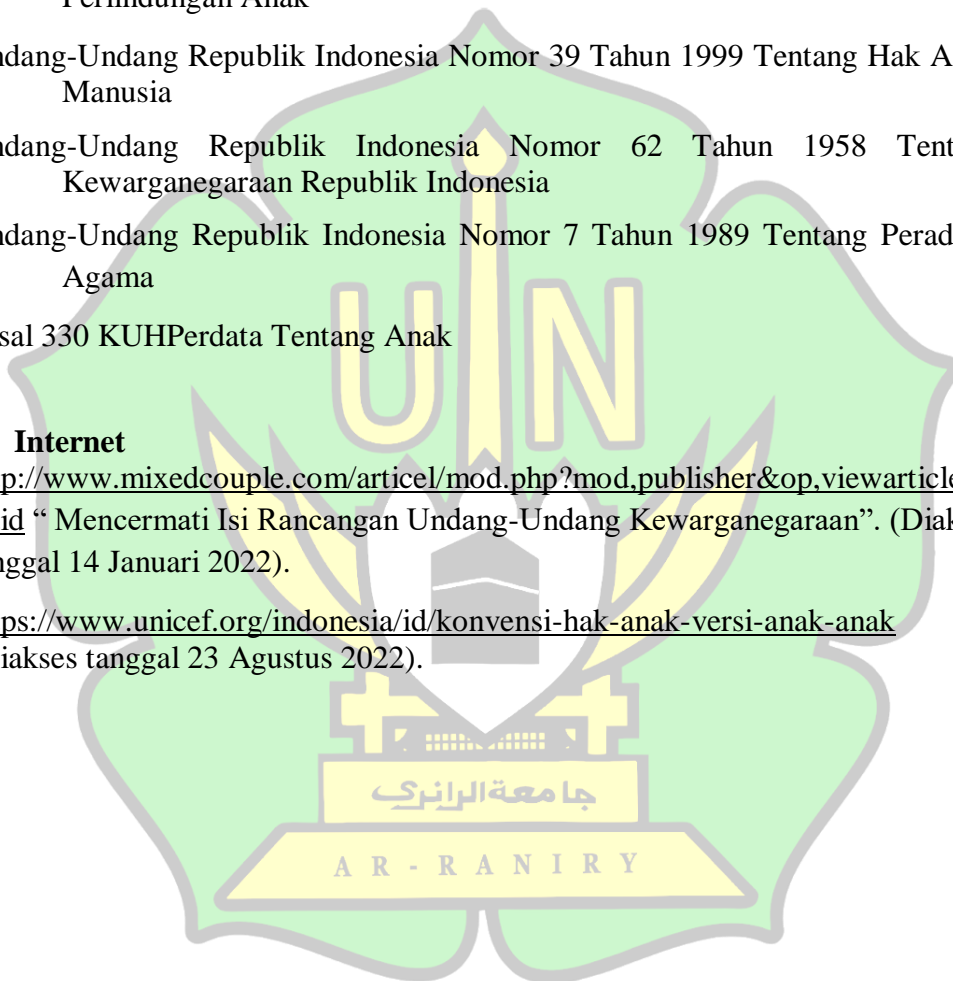 Perlindungan Anak
ndang-Undang Republik Indonesia Nomor 39 Tahun 1999 Tentang Hak A
Manusia
ndang-Undang Republik Indonesia Nomor 62 Tahun 1958 Tent
Kewarganegaraan Republik Indonesia
ndang-Undang Republik Indonesia Nomor 7 Tahun 1989 Tentang Perad
Agama
sal 330 KUHPerdata Tentang Anak
Internet
p://www.mixedcouple.com/articel/mod.php?mod,publisher&op,viewarticle
id “ Mencermati Isi Rancangan Undang-Undang Kewarganegaraan”. (Diak
nggal 14 Januari 2022).
ps://www.unicef.org/indonesia/id/konvensi-hak-anak-versi-anak-anak
iakses tanggal 23 Agustus 2022).
UIN
جامعة الرانري
AR-RANIRY